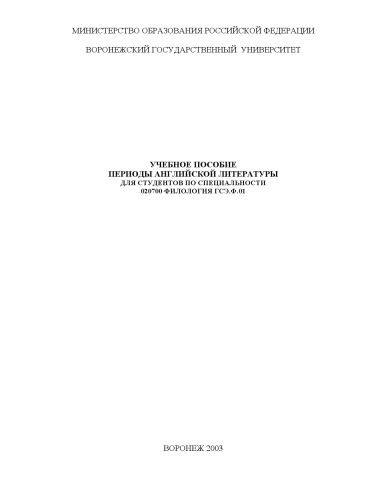 МИНИСТЕРСТВО ОБРАЗОВАНИЯ РОССИЙСКОЙ ФЕДЕРАЦИИ
ВОРОНЕЖСКИЙ ГОСУДАРСТВЕННЫЙ УНИВЕРСИТЕТ
УЧЕБНОЕ ПОСОБИЕ
ПЕРИОДЫ АНГЛИЙСКОЙ ЛИТЕРАТУРЫ
ДЛЯ СТУДЕНТОВ ПО СПЕЦИАЛЬНОСТИ
020700 ФИЛОЛОГИЯ ГСЭ.Ф.01
ВОРОНЕЖ 2003